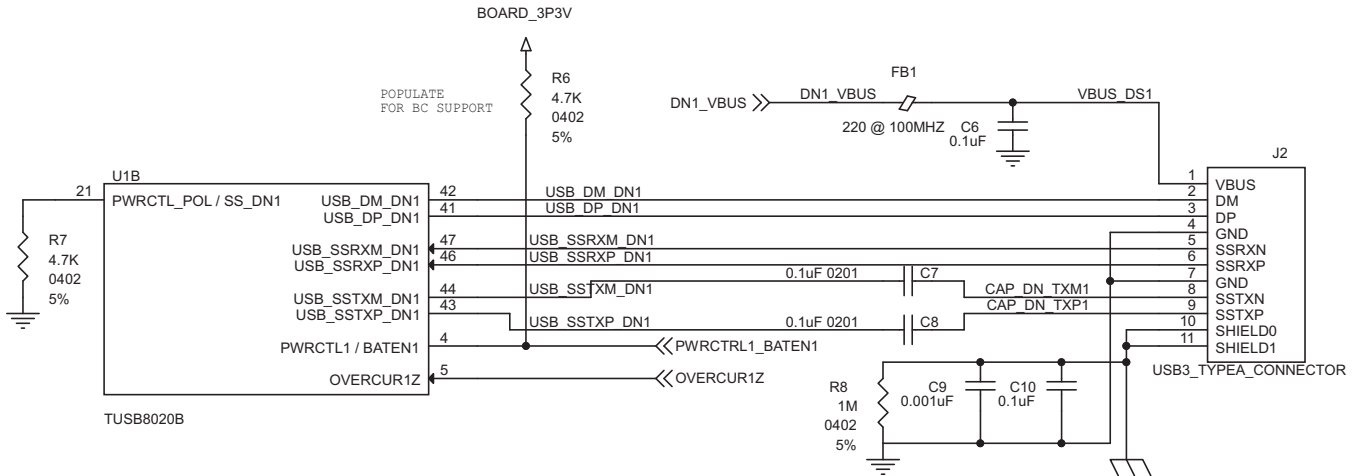 BOARD_3P3V
POPULATE
FOR BC SUPPORT
R6
4.7K
0402
5%
FB1
DN1_VBUS
DN1_VBUS
VBUS_DS1
220 @ 100MHZ
C6
0.1uF
J2
U1B
21
PWRCTL_POL / SS_DN1
USB_DM_DN1
42
USB_DM_DN1
USB_DP_DN1
41
USB_DP_DN1
USB_SSRXM_DN1
47
USB_SSRXM_DN1
USB_SSRXP_DN1
46
USB_SSRXP_DN1
USB_SSTXM_DN1
44
USB_SSTXM_DN1
USB_SSTXP_DN1
43
USB_SSTXP_DN1
PWRCTL1 / BATEN1
4
PWRCTRL1_BATEN1
OVERCUR1Z
5
OVERCUR1Z
TUSB8020B
R7
4.7K
0402
5%
0.1uF 0201
C7
CAP_DN_TXM1
0.1uF 0201
C8
CAP_DN_TXP1
1
VBUS
2
DM
3
DP
4
GND
5
SSRXN
6
SSRXP
7
GND
8
SSTXN
9
SSTXP
10
SHIELD0
11
SHIELD1
USB3_TYPEA_CONNECTOR
R8
1M
0402
5%
C9
0.001uF
C10
0.1uF